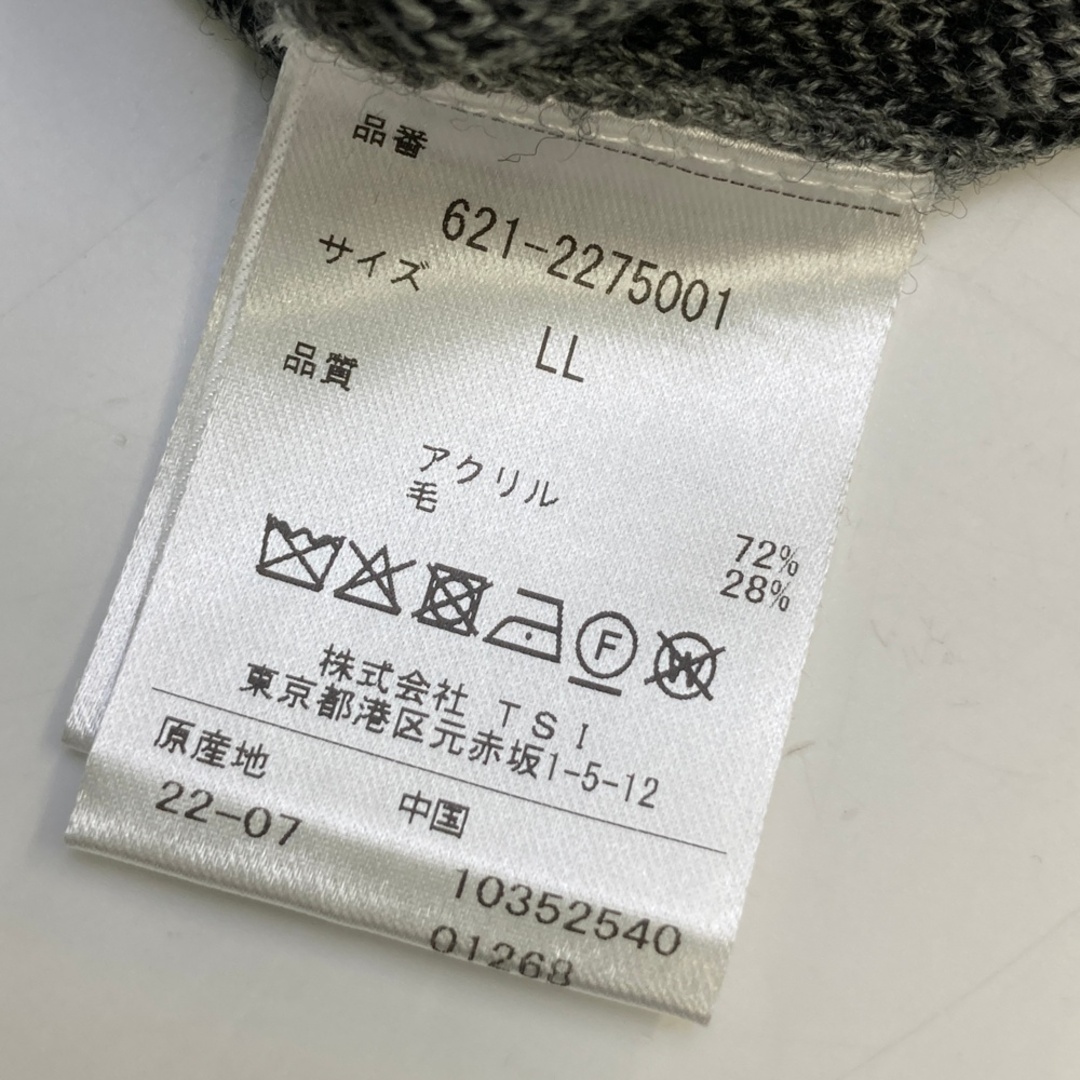 品番
621-2275001
サイズ
LL
品質
アクリル 72%
毛 28%
F
W
株式会社 TSI
東京都港区元赤坂1-5-12
原産地
中国
22-07
10352540
01268